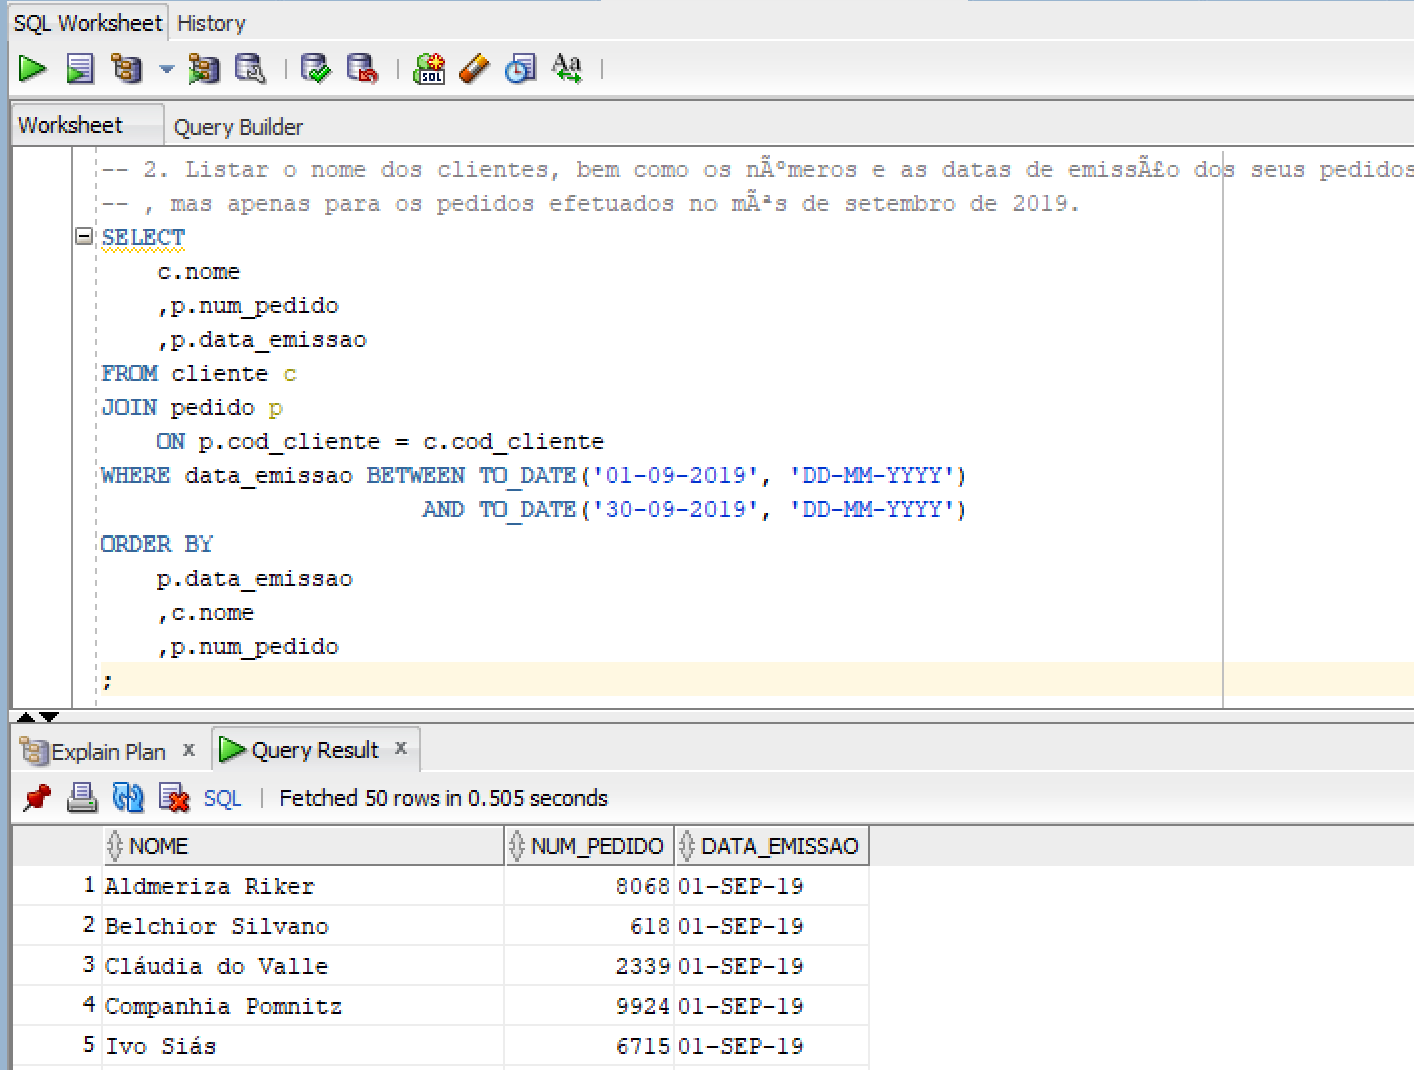 SQL Worksheet History
Worksheet Query Builder
-- 2. Listar o nome dos clientes, bem como os nÃºmeros e as datas de emissÃ£o dos seus pedidos
-- , mas apenas para os pedidos efetuados no mÃªs de setembro de 2019.
SELECT
c.nome
,p.num_pedido
,p.data_emissao
FROM cliente c
JOIN pedido p
ON p.cod_cliente = c.cod_cliente
WHERE data_emissao BETWEEN TO_DATE('01-09-2019', 'DD-MM-YYYY')
AND TO_DATE('30-09-2019', 'DD-MM-YYYY')
ORDER BY
p.data_emissao
,c.nome
,p.num_pedido
;
Explain Plan x Query Result x
SQL | Fetched 50 rows in 0.505 seconds
NOME NUM_PEDIDO DATA_EMISSAO
1 Aldmeriza Riker 8068 01-SEP-19
2 Belchior Silvano 618 01-SEP-19
3 Cláudia do Valle 2339 01-SEP-19
4 Companhia Pomnitz 9924 01-SEP-19
5 Ivo Siás 6715 01-SEP-19